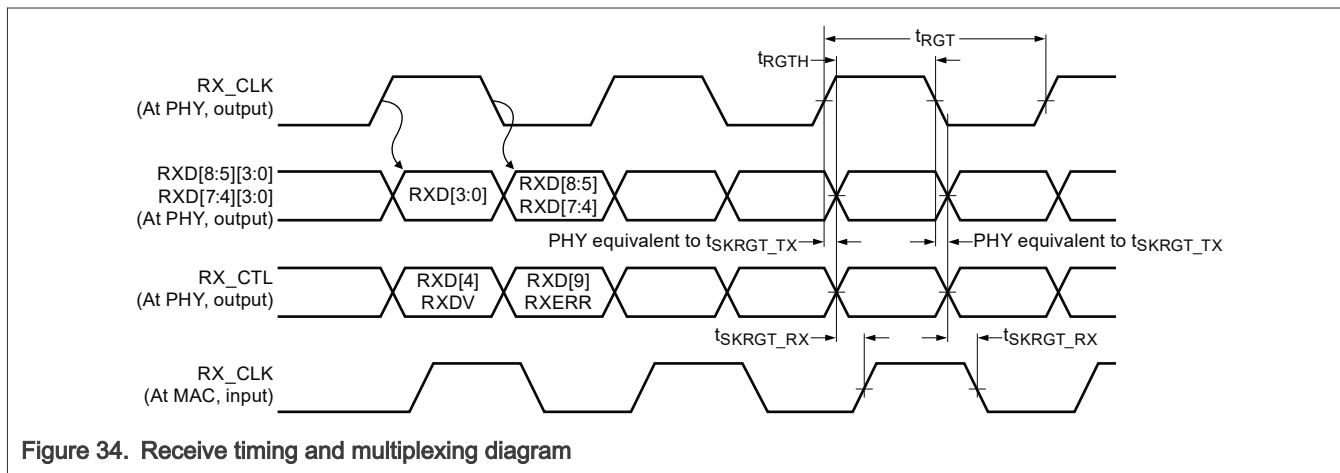 tRGT
tRGTH
RX_CLK
(At PHY, output)
RXD[8:5][3:0]
RXD[7:4][3:0]
(At PHY, output)
RXD[3:0]
RXD[8:5]
RXD[7:4]
PHY equivalent to tSKRGT_TX
PHY equivalent to tSKRGT_TX
RX_CTL
(At PHY, output)
RXD[4]
RXDV
RXD[9]
RXERR
tSKRGT_RX
tSKRGT_RX
RX_CLK
(At MAC, input)
Figure 34. Receive timing and multiplexing diagram